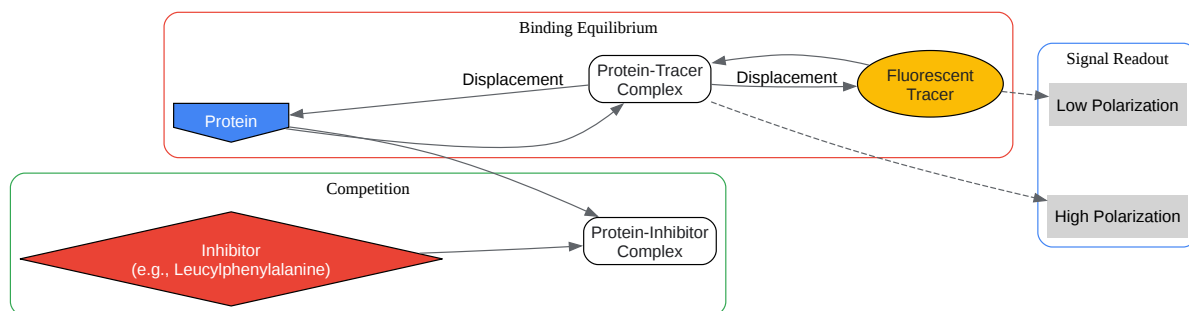 Binding Equilibrium
Signal Readout
Displacement
Protein-Tracer
Complex
Displacement
Fluorescent
Tracer
Low Polarization
Protein
Competition
High Polarization
Inhibitor
(e.g., Leucylphenylalanine)
Protein-Inhibitor
Complex